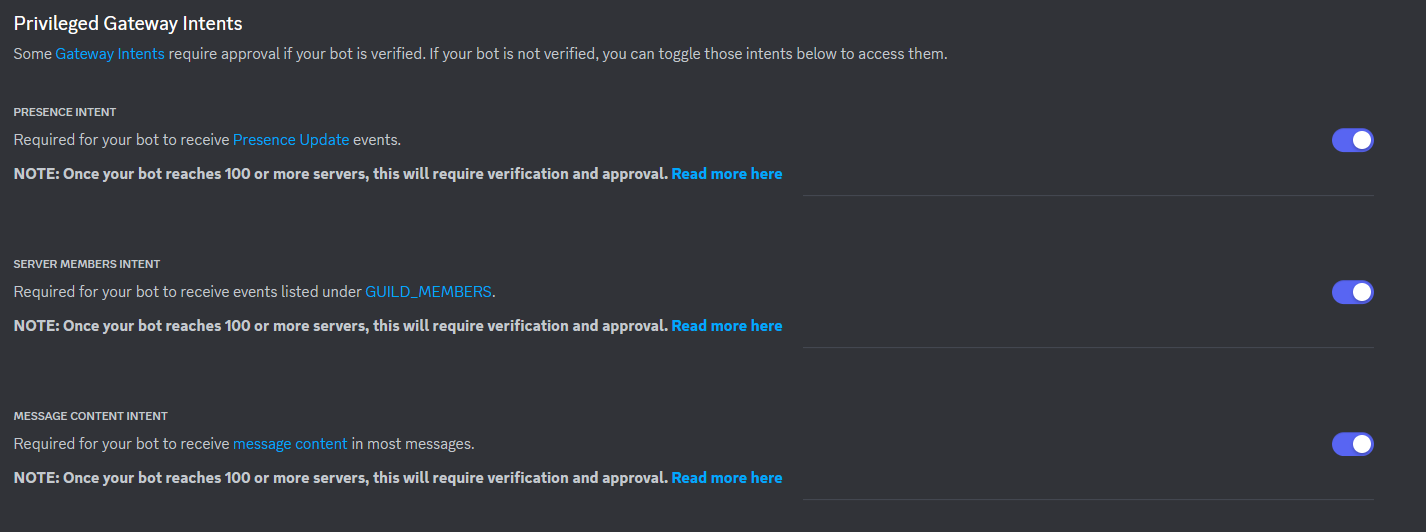 Privileged Gateway Intents
Some Gateway Intents require approval if your bot is verified. If your bot is not verified, you can toggle those intents below to access them.
PRESENCE INTENT
Required for your bot to receive Presence Update events.
NOTE: Once your bot reaches 100 or more servers, this will require verification and approval. Read more here
SERVER MEMBERS INTENT
Required for your bot to receive events listed under GUILD_MEMBERS.
NOTE: Once your bot reaches 100 or more servers, this will require verification and approval. Read more here
MESSAGE CONTENT INTENT
Required for your bot to receive message content in most messages.
NOTE: Once your bot reaches 100 or more servers, this will require verification and approval. Read more here